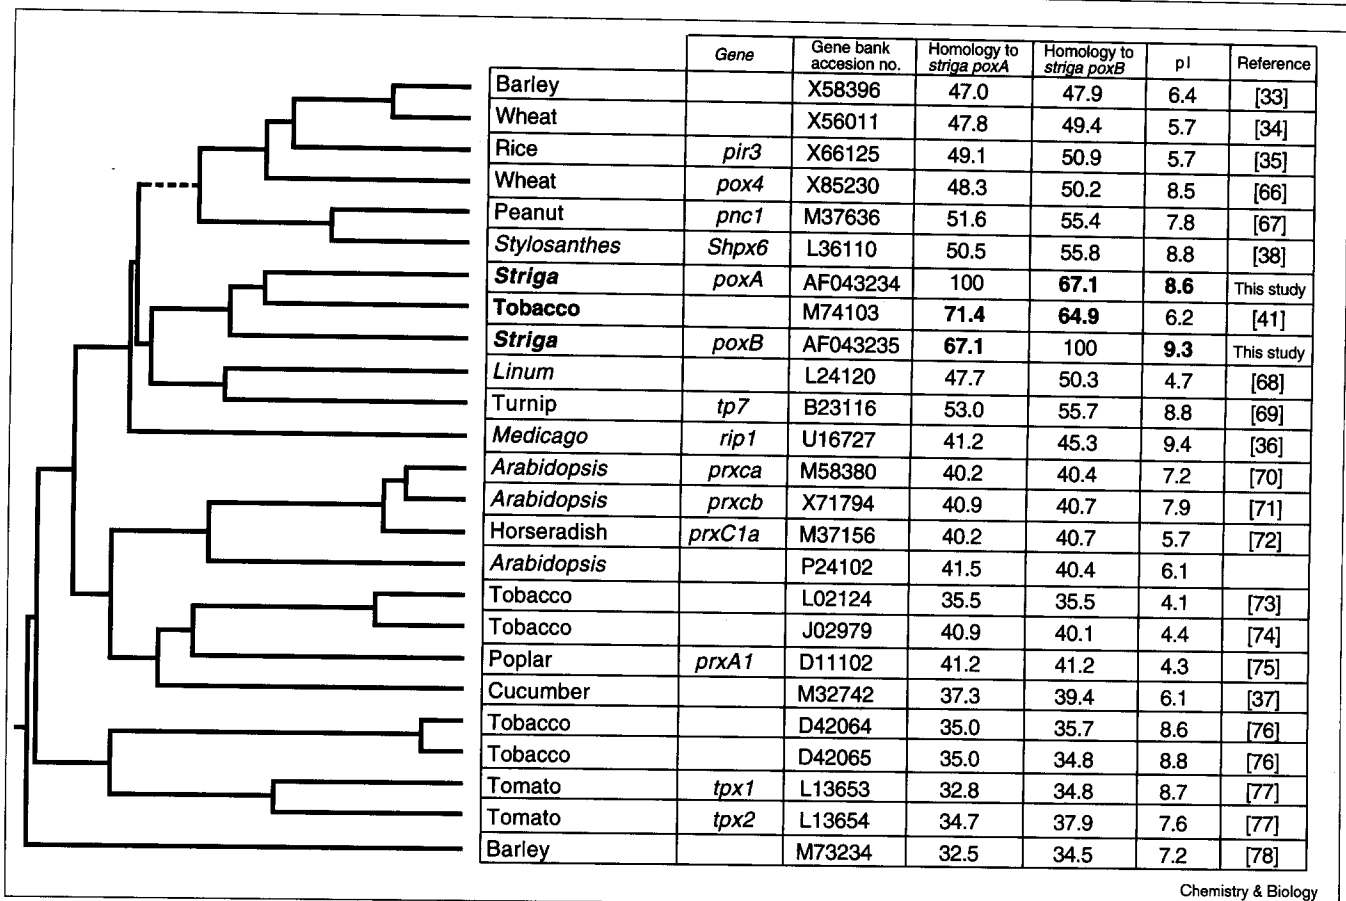 Gene Gene bank accesion no. Homology to striga poxA Homology to striga poxB pI Reference
Barley X58396 47.0 47.9 6.4 [33]
Wheat X56011 47.8 49.4 5.7 [34]
Rice pir3 X66125 49.1 50.9 5.7 [35]
Wheat pox4 X85230 48.3 50.2 8.5 [66]
Peanut pnc1 M37636 51.6 55.4 7.8 [67]
Stylosanthes Shpx6 L36110 50.5 55.8 8.8 [38]
Striga poxA AF043234 100 67.1 8.6 This study
Tobacco M74103 71.4 64.9 6.2 [41]
Striga poxB AF043235 67.1 100 9.3 This study
Linum L24120 47.7 50.3 4.7 [68]
Turnip tp7 B23116 53.0 55.7 8.8 [69]
Medicago rip1 U16727 41.2 45.3 9.4 [36]
Arabidopsis prxca M58380 40.2 40.4 7.2 [70]
Arabidopsis prxcb X71794 40.9 40.7 7.9 [71]
Horseradish prxC1a M37156 40.2 40.7 5.7 [72]
Arabidopsis P24102 41.5 40.4 6.1
Tobacco L02124 35.5 35.5 4.1 [73]
Tobacco J02979 40.9 40.1 4.4 [74]
Poplar prxA1 D11102 41.2 41.2 4.3 [75]
Cucumber M32742 37.3 39.4 6.1 [37]
Tobacco D42064 35.0 35.7 8.6 [76]
Tobacco D42065 35.0 34.8 8.8 [76]
Tomato tpx1 L13653 32.8 34.8 8.7 [77]
Tomato tpx2 L13654 34.7 37.9 7.6 [77]
Barley M73234 32.5 34.5 7.2 [78]
Chemistry & Biology